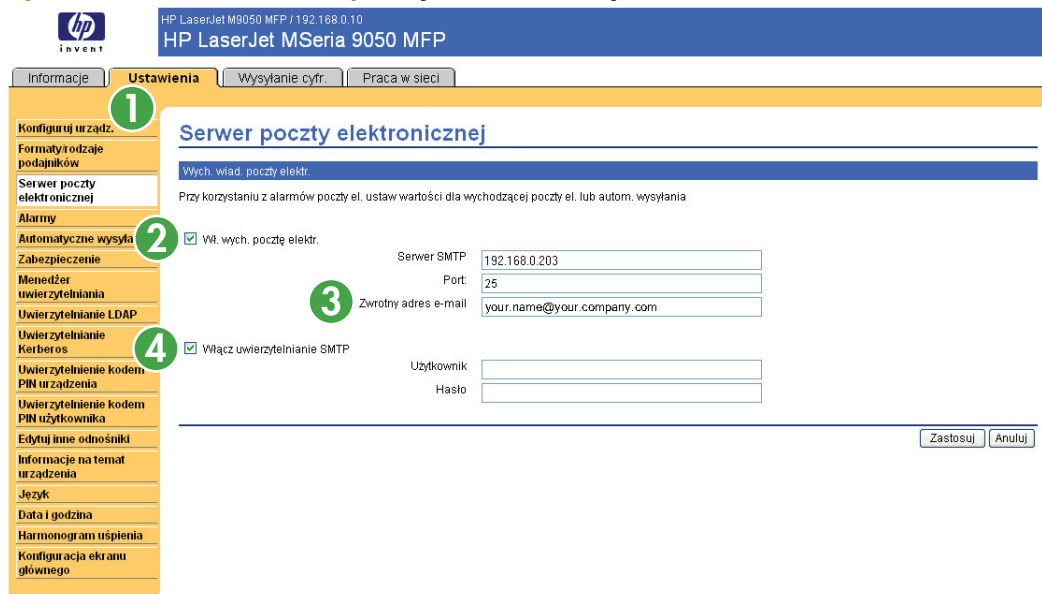 hp
invent
HP LaserJet M9050 MFP / 192.168.0.10
HP LaserJet MSeria 9050 MFP
Informacje
Ustawienia
Wysyłanie cyfr.
Praca w sieci
1
Konfiguruj urządz.
Formaty/rodzaje
podajników
Serwer poczty
elektronicznej
Alarmy
Automatyczne wysyła
Zabezpieczenie
Menedżer
uwierzytelniania
Uwierzytelnianie LDAP
Uwierzytelnianie
Kerberos
Uwierzytelnienie kodem
PIN urządzenia
Uwierzytelnienie kodem
PIN użytkownika
Edytuj inne odnośniki
Informacje na temat
urządzenia
Język
Data i godzina
Harmonogram uśpienia
Konfiguracja ekranu
głównego
Serwer poczty elektronicznej
Wych. wiad. poczty elektr.
Przy korzystaniu z alarmów poczty el. ustaw wartości dla wychodzącej poczty el. lub autom. wysyłania
2
Wł. wych. pocztę elektr.
Serwer SMTP 192.168.0.203
Port: 25
3
Zwrotny adres e-mail your.name@your.company.com
4
Włącz uwierzytelnianie SMTP
Użytkownik
Hasło
Zastosuj Anuluj